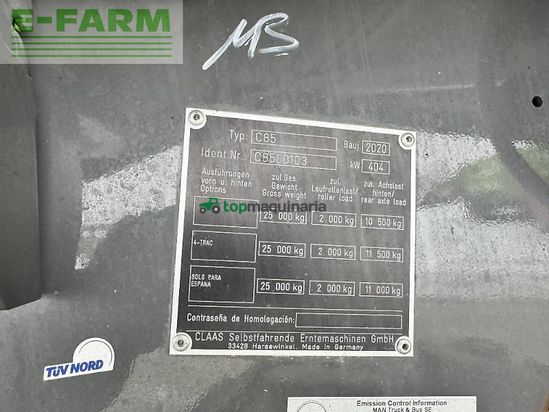 E-FARM
MB
Typ: C85 Bauj. 2020
Ident.Nr.: C8500103 kW 404
Ausführungen zul.Ges. zul. zul. Achslast
vorn u. hinten Gewicht Laufrollenlast/ hinten/
Options Gross weight roller load rear axle load
25 000 kg 2 000 kg 10 500 kg
topmaquinaria
4-TRAC 25 000 kg 2 000 kg 11 500 kg
SOLO PARA
ESPANA 25 000 kg 2 000 kg 11 000 kg
Contraseña de Homologación:
CLAAS Selbstfahrende Erntemaschinen GmbH
33428 Harsewinkel, Made in Germany
TÜV NORD
Emission Control Information
MAN Truck & Bus SE